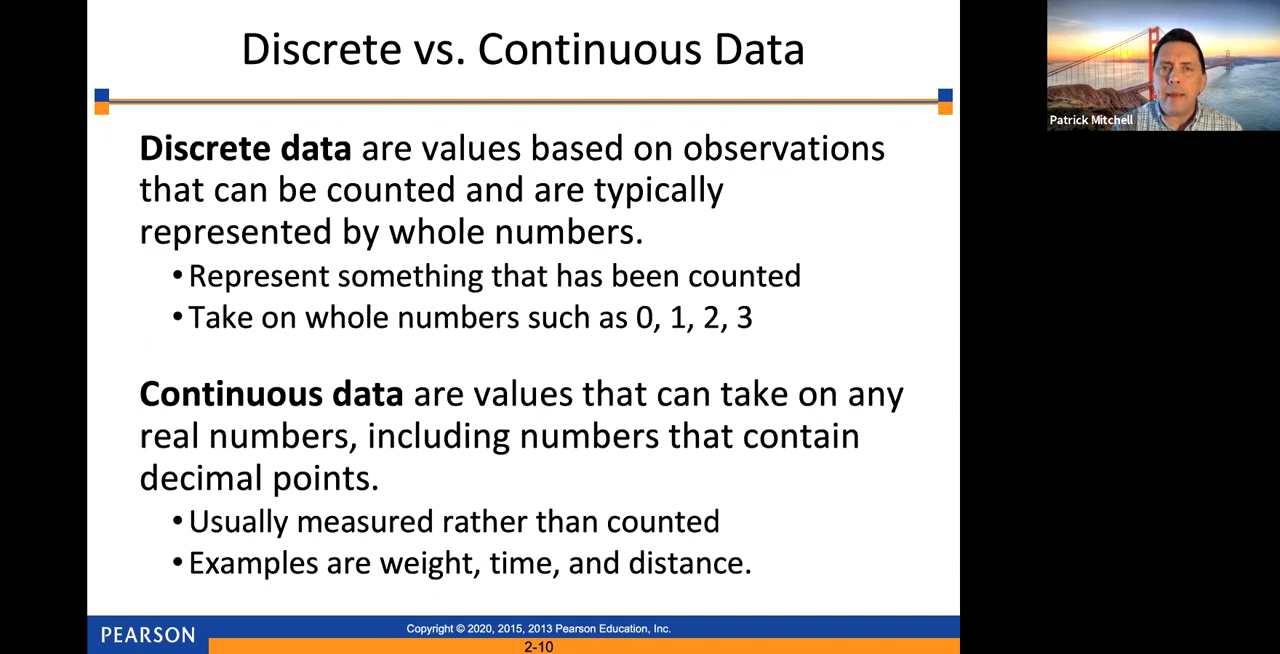 Discrete vs. Continuous Data
Patrick Mitchell
Discrete data are values based on observations
that can be counted and are typically
represented by whole numbers.
• Represent something that has been counted
• Take on whole numbers such as 0, 1, 2, 3
Continuous data are values that can take on any
real numbers, including numbers that contain
decimal points.
• Usually measured rather than counted
• Examples are weight, time, and distance.
PEARSON
Copyright © 2020, 2015, 2013 Pearson Education, Inc.
2-10